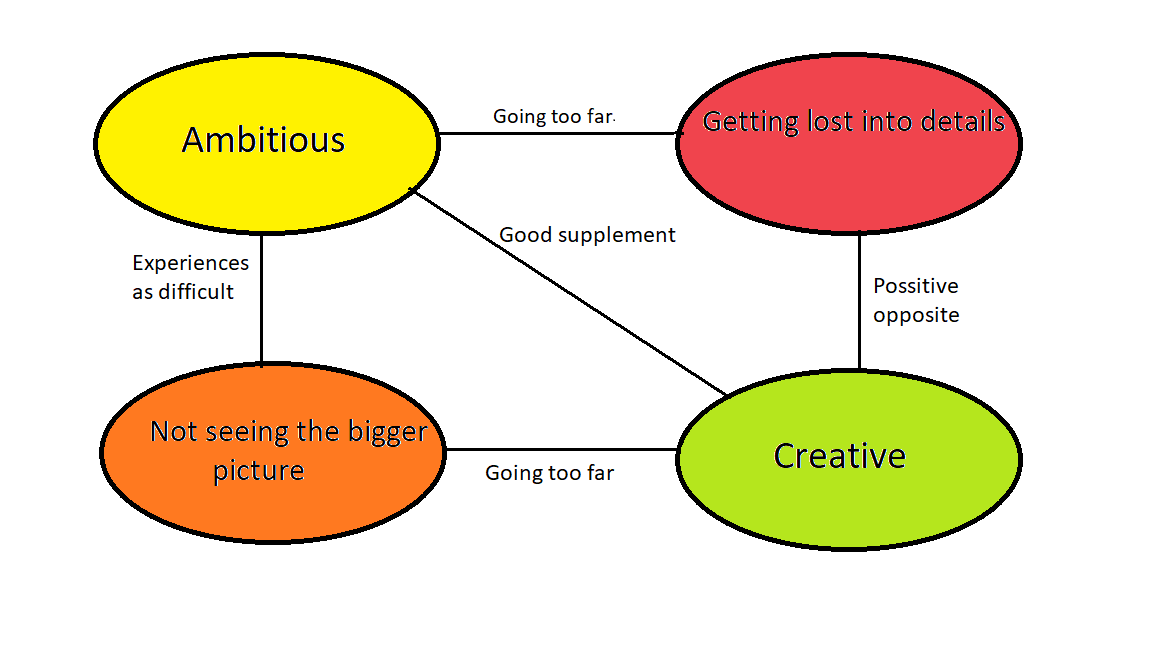 Ambitious
Going too far.
Getting lost into details
Good supplement
Experiences
as difficult
Possitive
opposite
Not seeing the bigger
picture
Going too far
Creative